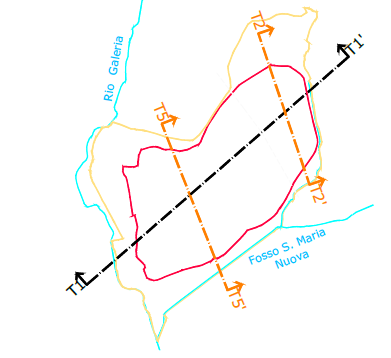 T2
T1'
Rio Galeria
T5
T2'
Fosso S. Maria
Nuova
T1
T5'